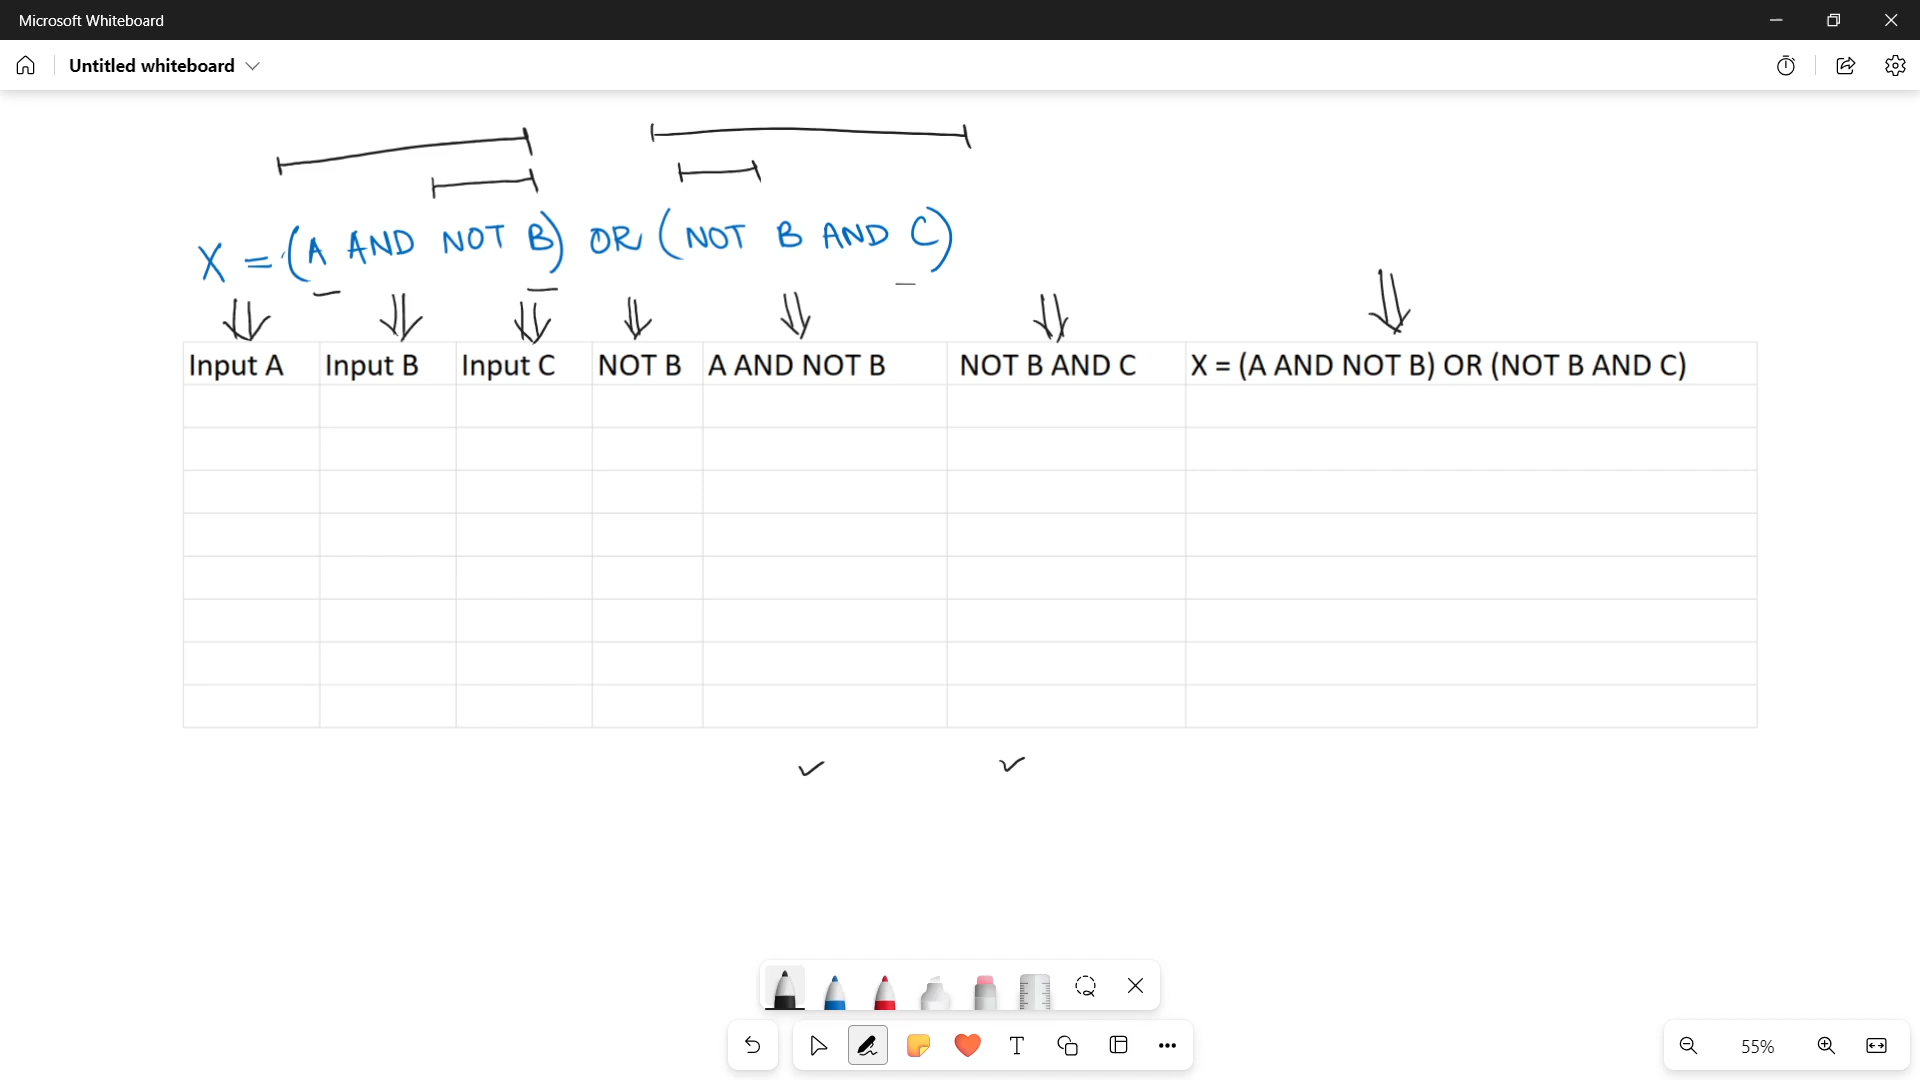 Microsoft Whiteboard
Untitled whiteboard
X = (A AND NOT B) OR (NOT B AND C)
Input A Input B Input C NOT B A AND NOT B NOT B AND C X = (A AND NOT B) OR (NOT B AND C)
55%